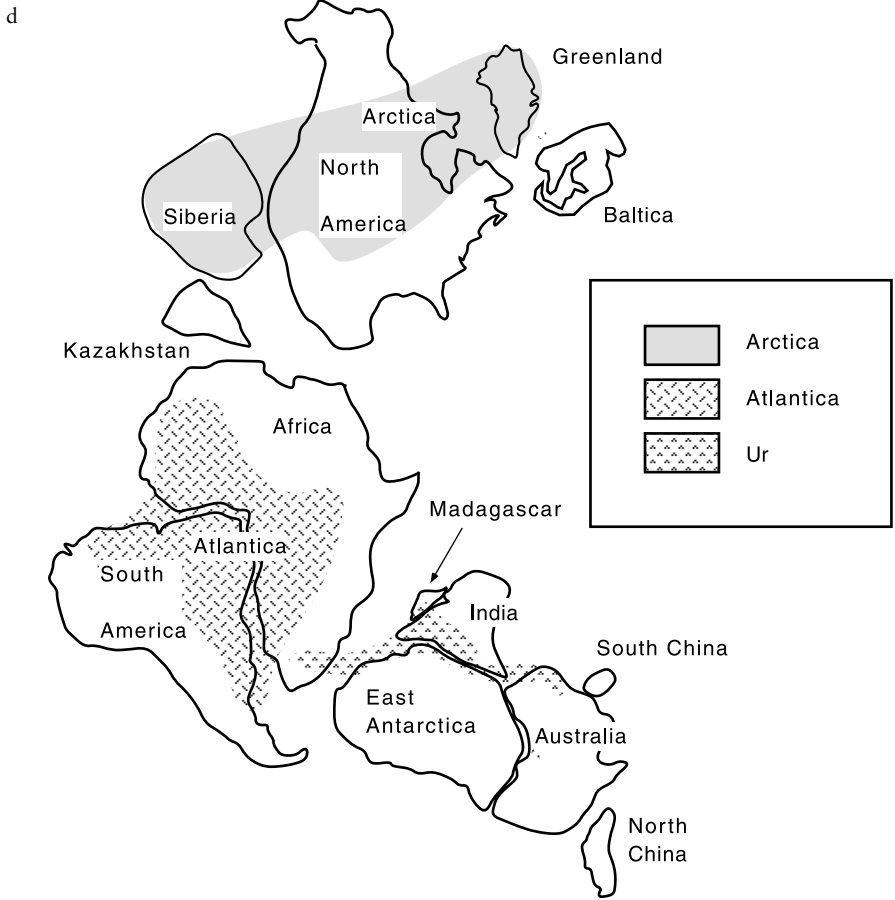 d
Greenland
Arctica
North
America
Siberia
Baltica
Kazakhstan
Arctica
Atlantica
Ur
Africa
Madagascar
Atlantica
South
America
India
South China
East
Antarctica
Australia
North
China